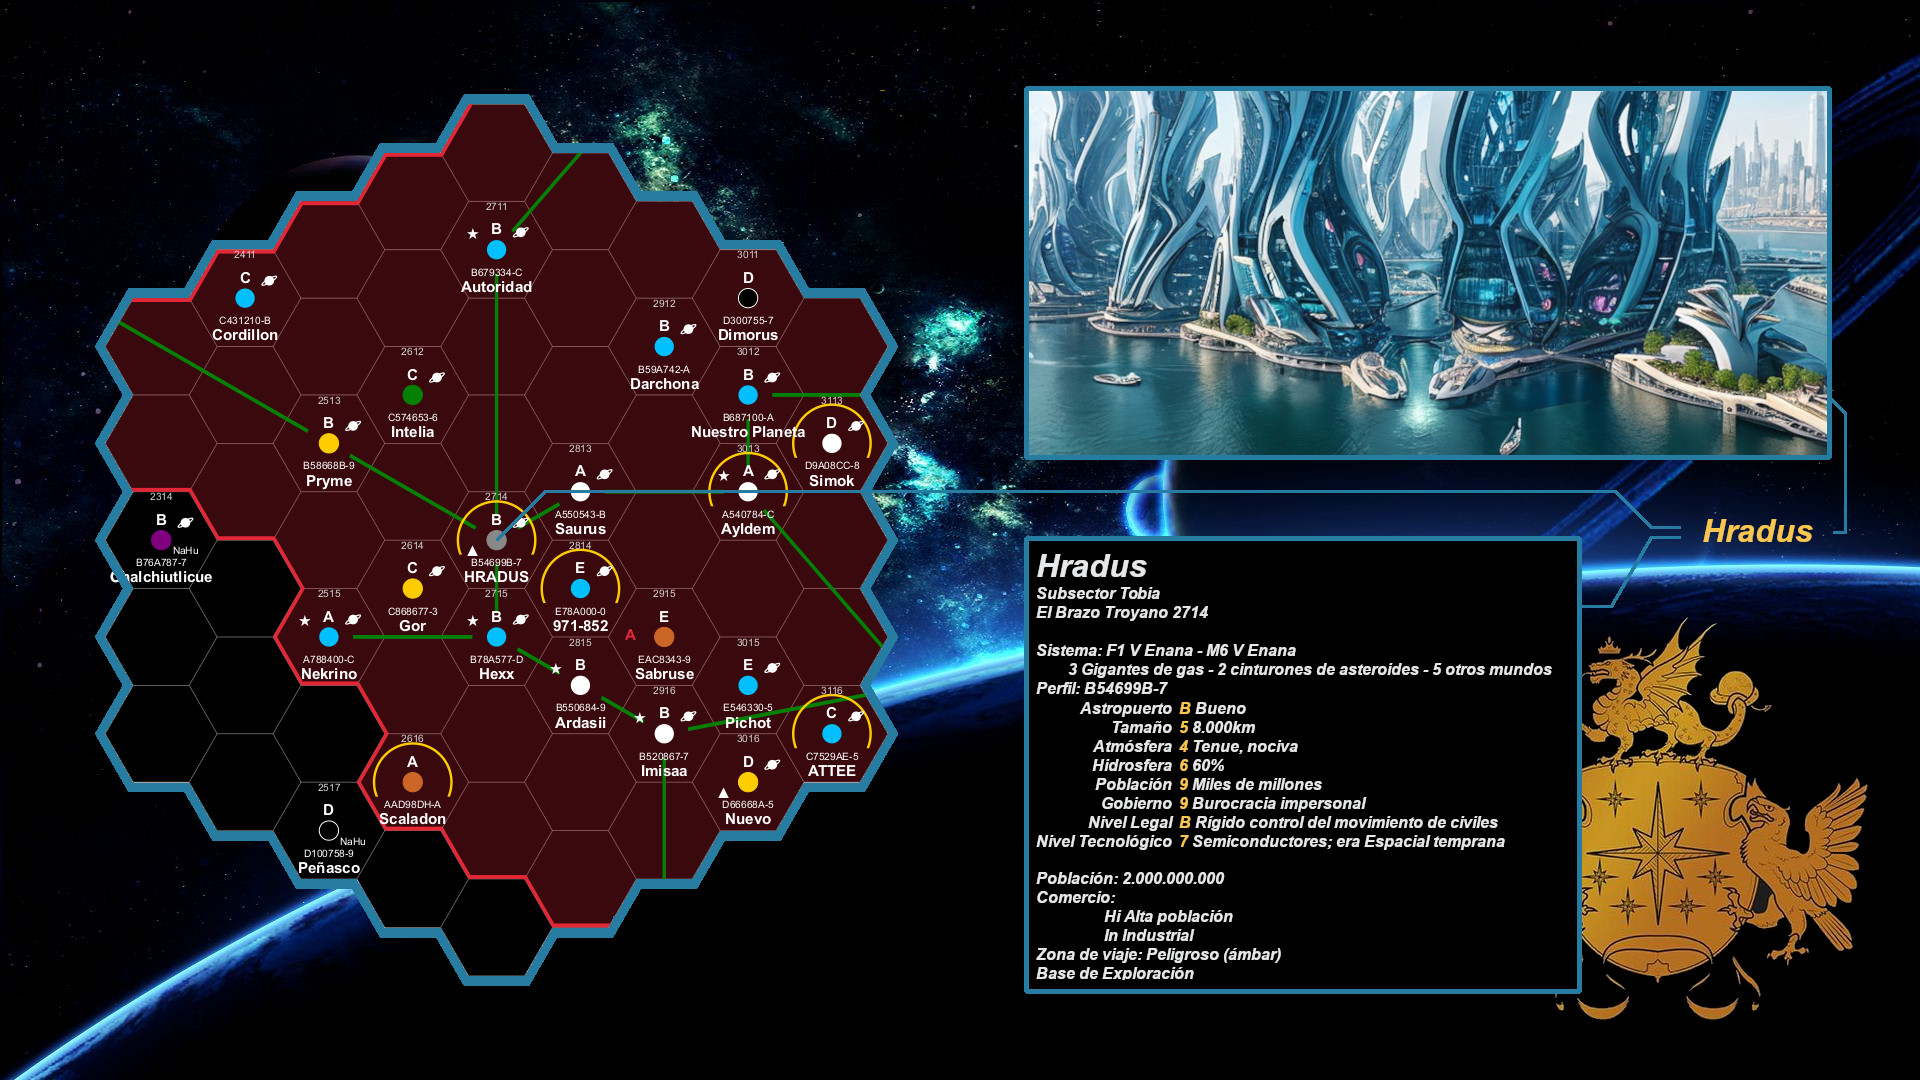 2711
B
B679334-C
Autoridad
2411
C
C431210-B
Cordillon
3011
D
D300755-7
Dimorus
2912
B
B59A742-A
Darchona
2612
C
C574653-6
Intelia
3012
B
B687100-A
Nuestro Planeta
2513
B
B58668B-9
Pryme
3113
D
D9A08CC-8
Simok
2813
A
A550543-B
Saurus
3013
A
A540784-C
Ayldem
2314
B
NaHu
B76A787-7
Chalchiutlicue
2714
B
B54699B-7
HRADUS
2614
C
C868677-3
Gor
2814
E
E78A000-0
971-852
2515
A
A788400-C
Nekrino
2715
B
B78A577-D
Hexx
2915
E
A
EAC8343-9
Sabruse
2815
B
B550684-9
Ardasii
3015
E
E546330-5
Pichot
2916
B
B520867-7
Imisaa
3116
C
C7529AE-5
ATTEE
2616
A
AAD98DH-A
Scaladon
3016
D
D66668A-5
Nuevo
2517
D
NaHu
D100758-9
Peñasco
Hradus
Hradus
Subsector Tobia
El Brazo Troyano 2714
Sistema: F1 V Enana - M6 V Enana
3 Gigantes de gas - 2 cinturones de asteroides - 5 otros mundos
Perfil: B54699B-7
Astropuerto B Bueno
Tamaño 5 8.000km
Atmósfera 4 Tenue, nociva
Hidrosfera 6 60%
Población 9 Miles de millones
Gobierno 9 Burocracia impersonal
Nivel Legal B Rígido control del movimiento de civiles
Nivel Tecnológico 7 Semiconductores; era Espacial temprana
Población: 2.000.000.000
Comercio:
Hi Alta población
In Industrial
Zona de viaje: Peligroso (ámbar)
Base de Exploración